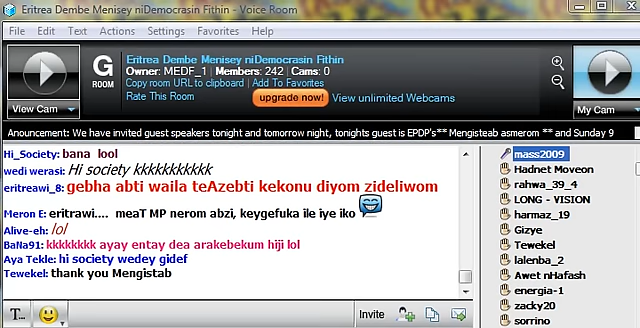 Eritrea Dembe Menisey niDemocrasin Fithin - Voice Room
File Edit Text Actions Settings Favorites Help
View Cam
G
ROOM
Eritrea Dembe Menisey niDemocrasin Fithin
Owner: MEDF_1 | Members: 242 | Cams: 0
Copy room URL to clipboard | Add To Favorites
Rate This Room
upgrade now! View unlimited Webcams
My Cam
Anouncement: We have invited guest speakers tonight and tomorrow night, tonights guest is EPDP's** Mengisteab asmerom ** and Sunday 9
Hi_Society: bana lool
wedi werasi: Hi society kkkkkkkkkkk
eritreawi_8: gebha abti waila teAzebti kekonu diyom zideliwom
Meron E: eritrawi.... meaT MP nerom abzi, keygefuka ile iye iko
Alive-eh: lol
BaNa91: kkkkkkkk ayay entay dea arakebekum hiji lol
Aya Tekle: hi society wedey gidef
Tewekel: thank you Mengistab
T...
Invite
mass2009
Hadnet Moveon
rahwa_39_4
LONG - VISION
harmaz_19
Gizye
Tewekel
lalenba_2
Awet nHafash
energia-1
zacky20
sorrino